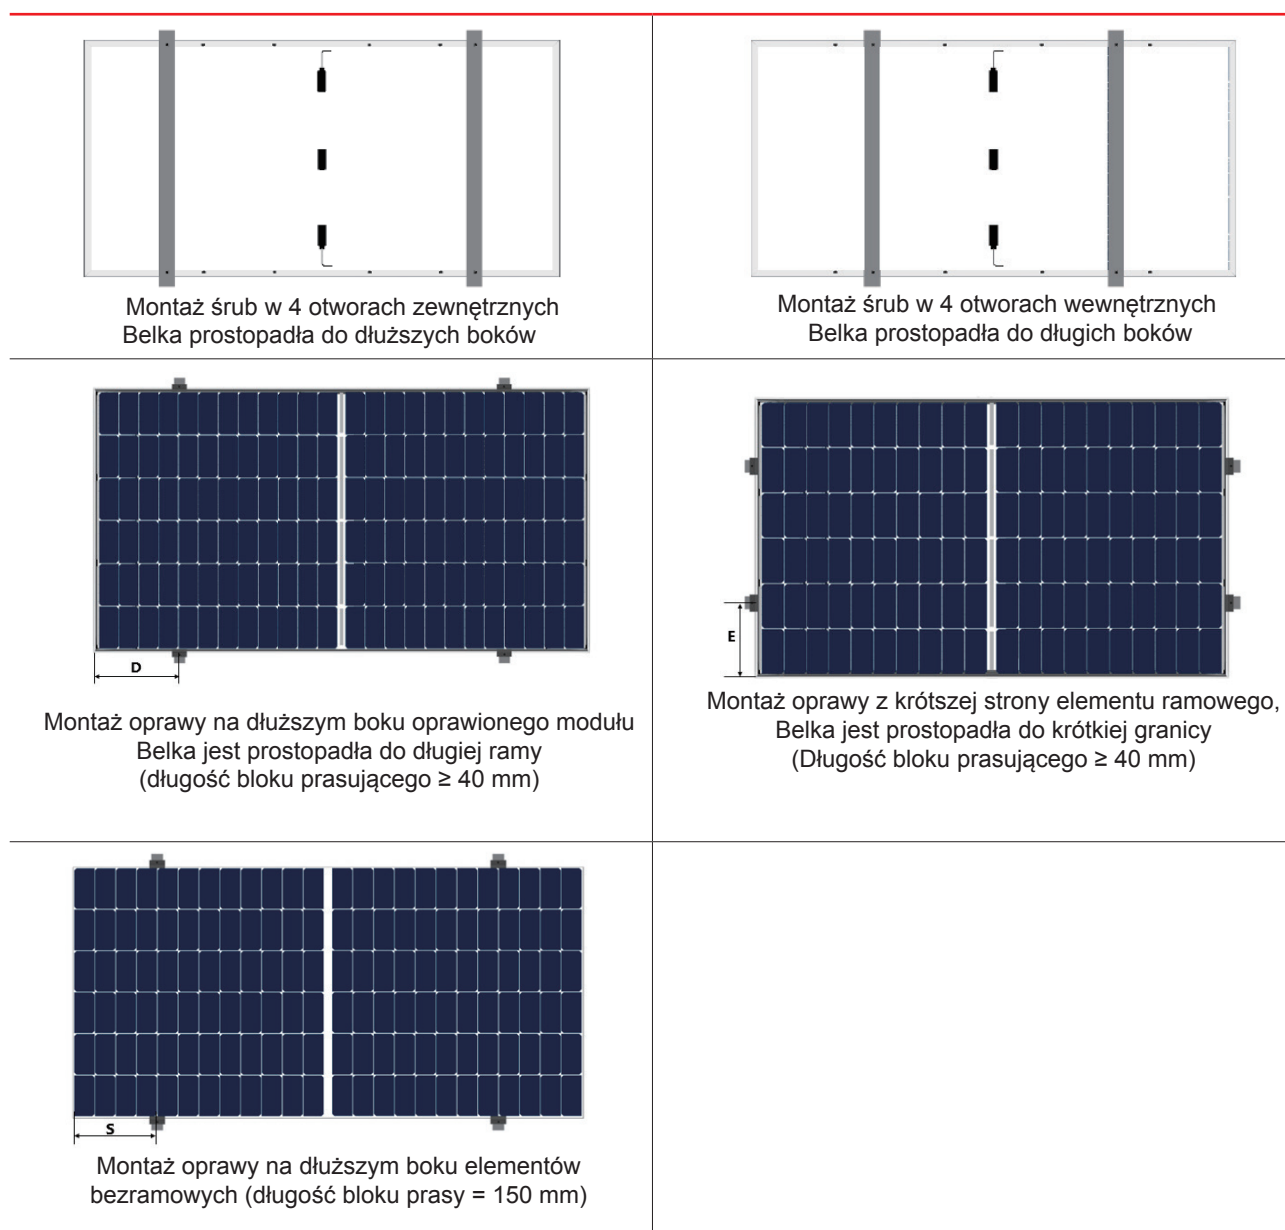 Montaż śrub w 4 otworach zewnętrznych
Belka prostopadła do dłuższych boków
Montaż śrub w 4 otworach wewnętrznych
Belka prostopadła do długich boków
D
Montaż oprawy na dłuższym boku oprawionego modułu
Belka jest prostopadła do długiej ramy
(długość bloku prasującego ≥ 40 mm)
E
Montaż oprawy z krótszej strony elementu ramowego,
Belka jest prostopadła do krótkiej granicy
(Długość bloku prasującego ≥ 40 mm)
S
Montaż oprawy na dłuższym boku elementów
bezramowych (długość bloku prasy = 150 mm)